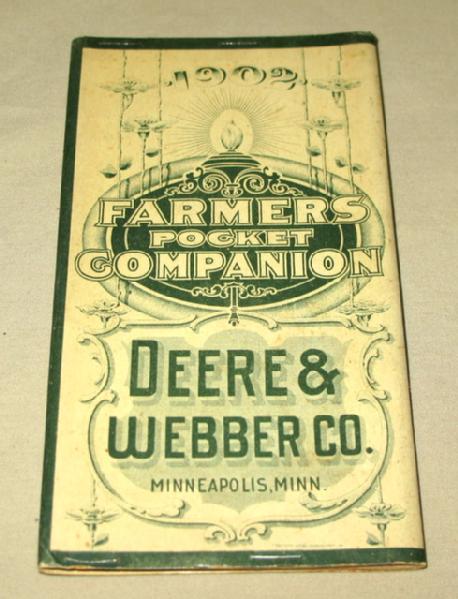 1902
FARMERS
POCKET
COMPANION
DEERE &
WEBBER CO.
MINNEAPOLIS, MINN.